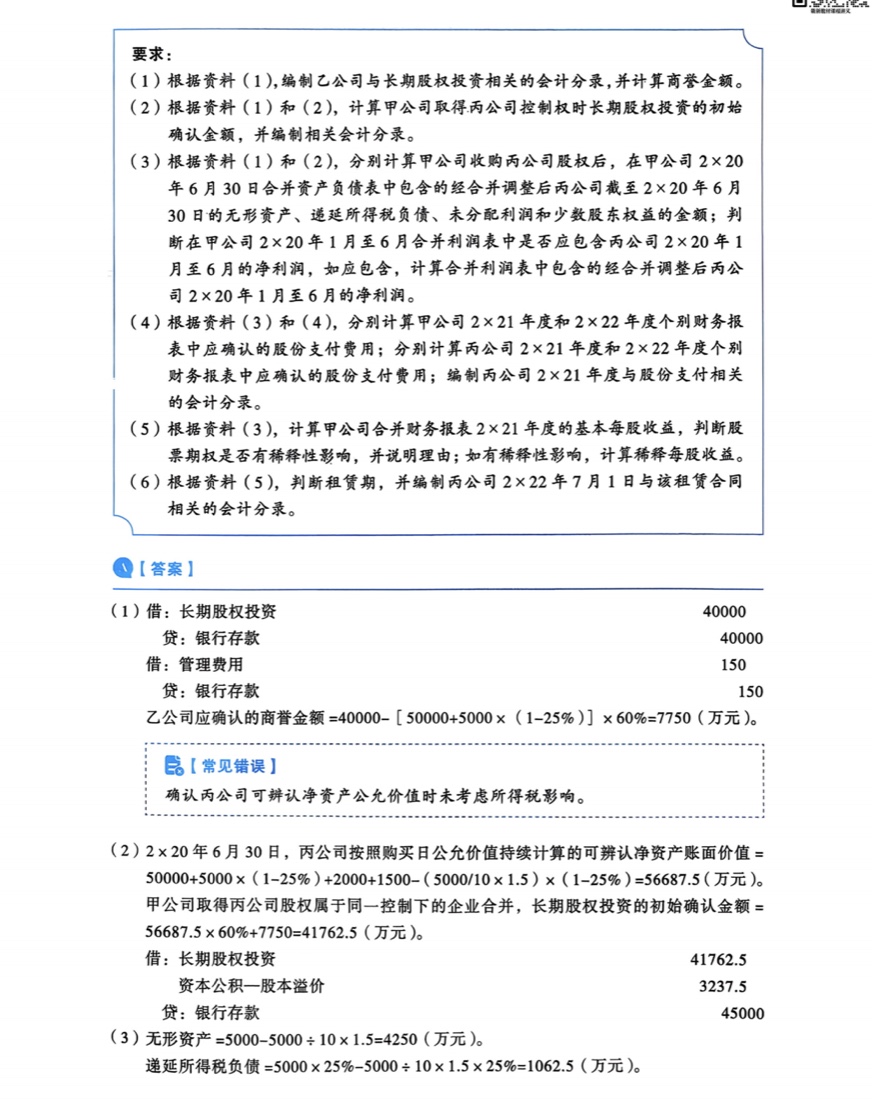 要求：
（1）根据资料（1），编制乙公司与长期股权投资相关的会计分录，并计算商誉金额。
（2）根据资料（1）和（2），计算甲公司取得丙公司控制权时长期股权投资的初始
确认金额，并编制相关会计分录。
（3）根据资料（1）和（2），分别计算甲公司收购丙公司股权后，在甲公司 2×20
年 6 月 30 日合并资产负债表中包含的经合并调整后丙公司截至 2×20 年 6 月
30 日的无形资产、递延所得税负债、未分配利润和少数股东权益的金额；判
断在甲公司 2×20 年 1 月至 6 月合并利润表中是否应包含丙公司 2×20 年 1
月至 6 月的净利润，如应包含，计算合并利润表中包含的经合并调整后丙公
司 2×20 年 1 月至 6 月的净利润。
（4）根据资料（3）和（4），分别计算甲公司 2×21 年度和 2×22 年度个别财务报
表中应确认的股份支付费用；分别计算丙公司 2×21 年度和 2×22 年度个别
财务报表中应确认的股份支付费用；编制丙公司 2×21 年度与股份支付相关
的会计分录。
（5）根据资料（3），计算甲公司合并财务报表 2×21 年度的基本每股收益，判断股
票期权是否有稀释性影响，并说明理由；如有稀释性影响，计算稀释每股收益。
（6）根据资料（5），判断租赁期，并编制丙公司 2×22 年 7 月 1 日与该租赁合同
相关的会计分录。
【答案】
（1）借：长期股权投资 40000
贷：银行存款 40000
借：管理费用 150
贷：银行存款 150
乙公司应确认的商誉金额 =40000-［50000+5000×（1-25%）］×60%=7750（万元）。
【常见错误】
确认丙公司可辨认净资产公允价值时未考虑所得税影响。
（2）2×20 年 6 月 30 日，丙公司按照购买日公允价值持续计算的可辨认净资产账面价值 =
50000+5000×（1-25%）+2000+1500-（5000/10×1.5）×（1-25%）=56687.5（万元）。
甲公司取得丙公司股权属于同一控制下的企业合并，长期股权投资的初始确认金额 =
56687.5×60%+7750=41762.5（万元）。
借：长期股权投资 41762.5
资本公积—股本溢价 3237.5
贷：银行存款 45000
（3）无形资产 =5000-5000÷10×1.5=4250（万元）。
递延所得税负债 =5000×25%-5000÷10×1.5×25%=1062.5（万元）。